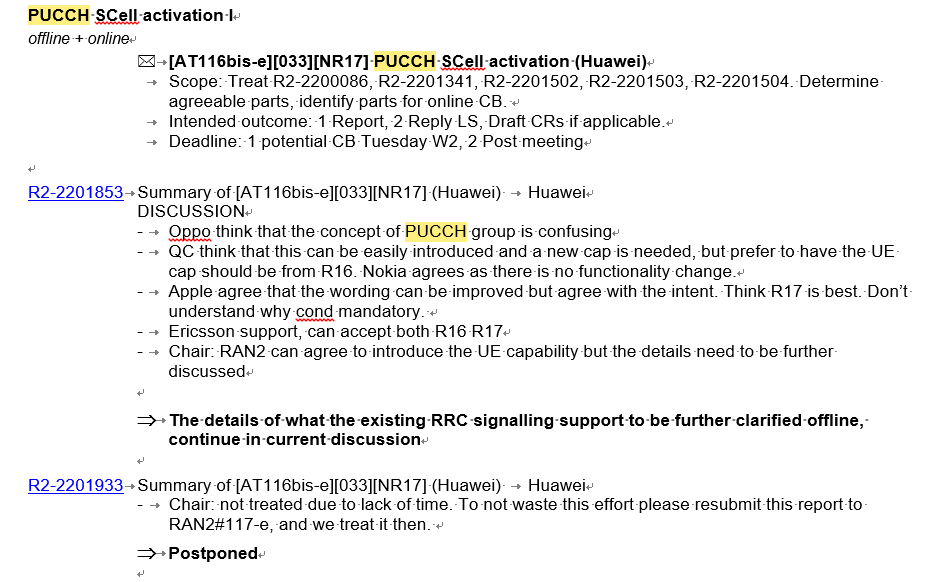 PUCCH SCell activation I
offline + online
[AT116bis-e][033][NR17] PUCCH SCell activation (Huawei)
Scope: Treat R2-2200086, R2-2201341, R2-2201502, R2-2201503, R2-2201504. Determine
agreeable parts, identify parts for online CB.
Intended outcome: 1 Report, 2 Reply LS, Draft CRs if applicable.
Deadline: 1 potential CB Tuesday W2, 2 Post meeting
R2-2201853 Summary of [AT116bis-e][033][NR17] (Huawei) Huawei
DISCUSSION
- Oppo think that the concept of PUCCH group is confusing
- QC think that this can be easily introduced and a new cap is needed, but prefer to have the UE
cap should be from R16. Nokia agrees as there is no functionality change.
- Apple agree that the wording can be improved but agree with the intent. Think R17 is best. Don't
understand why cond mandatory.
- Ericsson support, can accept both R16 R17
- Chair: RAN2 can agree to introduce the UE capability but the details need to be further
discussed
The details of what the existing RRC signalling support to be further clarified offline,
continue in current discussion
R2-2201933 Summary of [AT116bis-e][033][NR17] (Huawei) Huawei
- Chair: not treated due to lack of time. To not waste this effort please resubmit this report to
RAN2#117-e, and we treat it then.
Postponed